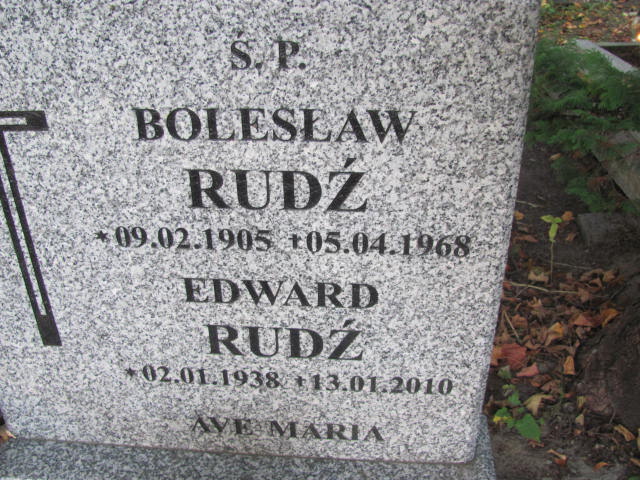 Ś. P.
BOLESŁAW
RUDŹ
*09.02.1905 †05.04.1968
EDWARD
RUDŹ
*02.01.1938 †13.01.2010
AVE MARIA